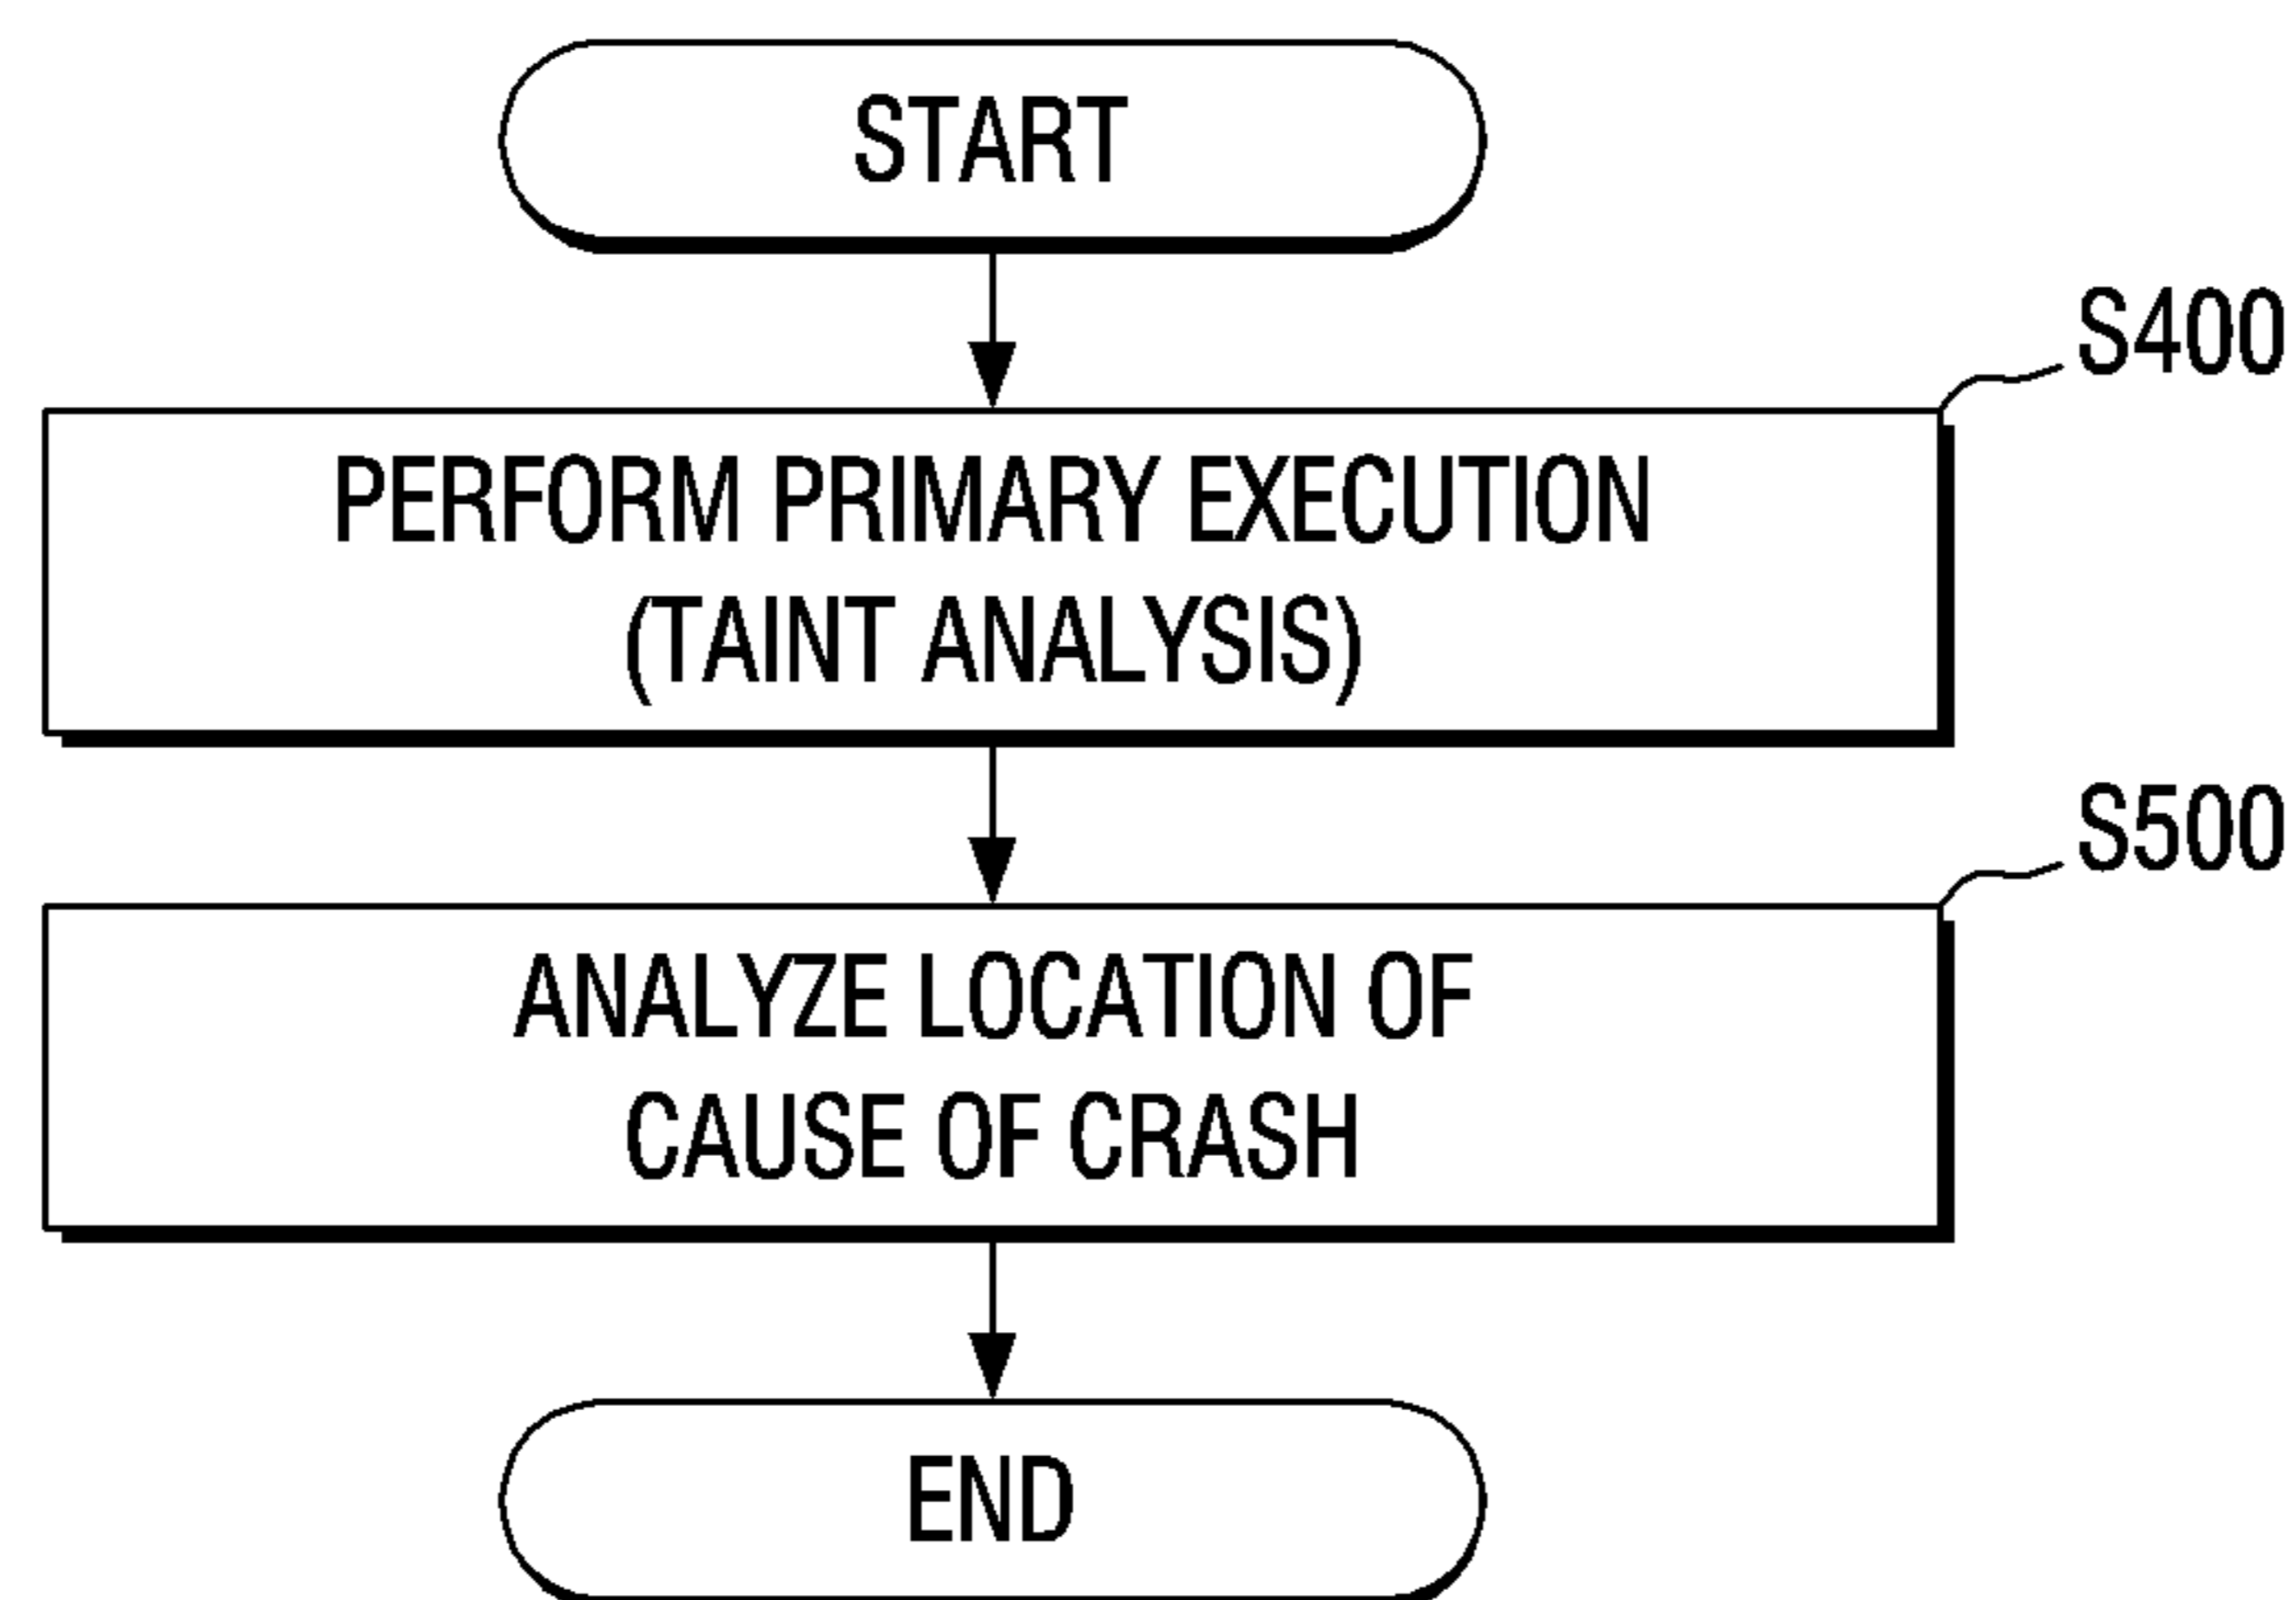 START
S400
PERFORM PRIMARY EXECUTION
(TAINT ANALYSIS)
S500
ANALYZE LOCATION OF
CAUSE OF CRASH
END